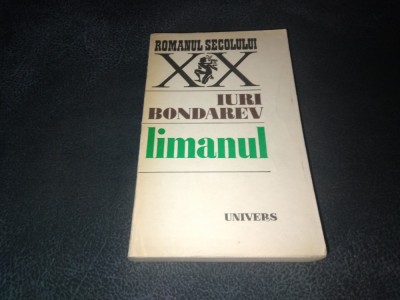 ROMANUL SECOLULUI
XX
IURI
BONDAREV
limanul
UNIVERS